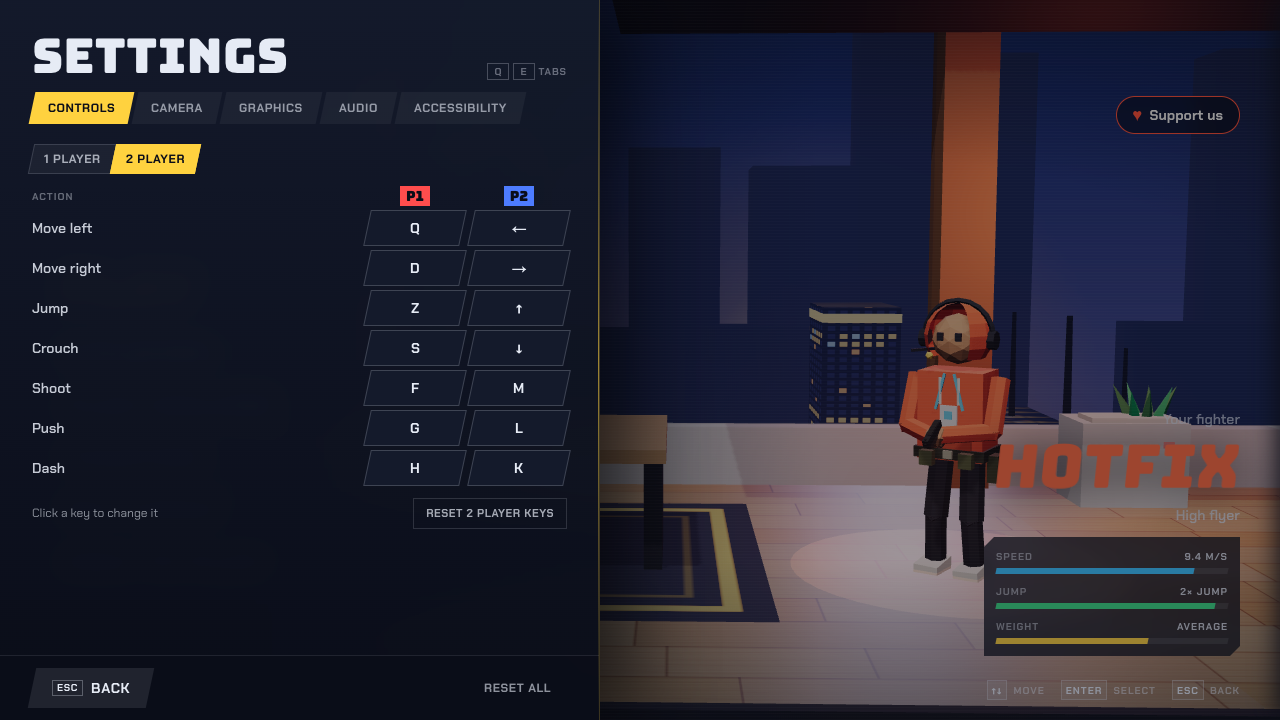 SETTINGS
Q E TABS
CONTROLS CAMERA GRAPHICS AUDIO ACCESSIBILITY
1 PLAYER 2 PLAYER
ACTION P1 P2
Move left Q ←
Move right D →
Jump Z ↑
Crouch S ↓
Shoot F M
Push G L
Dash H K
Click a key to change it RESET 2 PLAYER KEYS
ESC BACK RESET ALL
♥ Support us
Your fighter
HOTFIX
High flyer
SPEED 9.4 M/S
JUMP 2× JUMP
WEIGHT AVERAGE
↑↓ MOVE ENTER SELECT ESC BACK